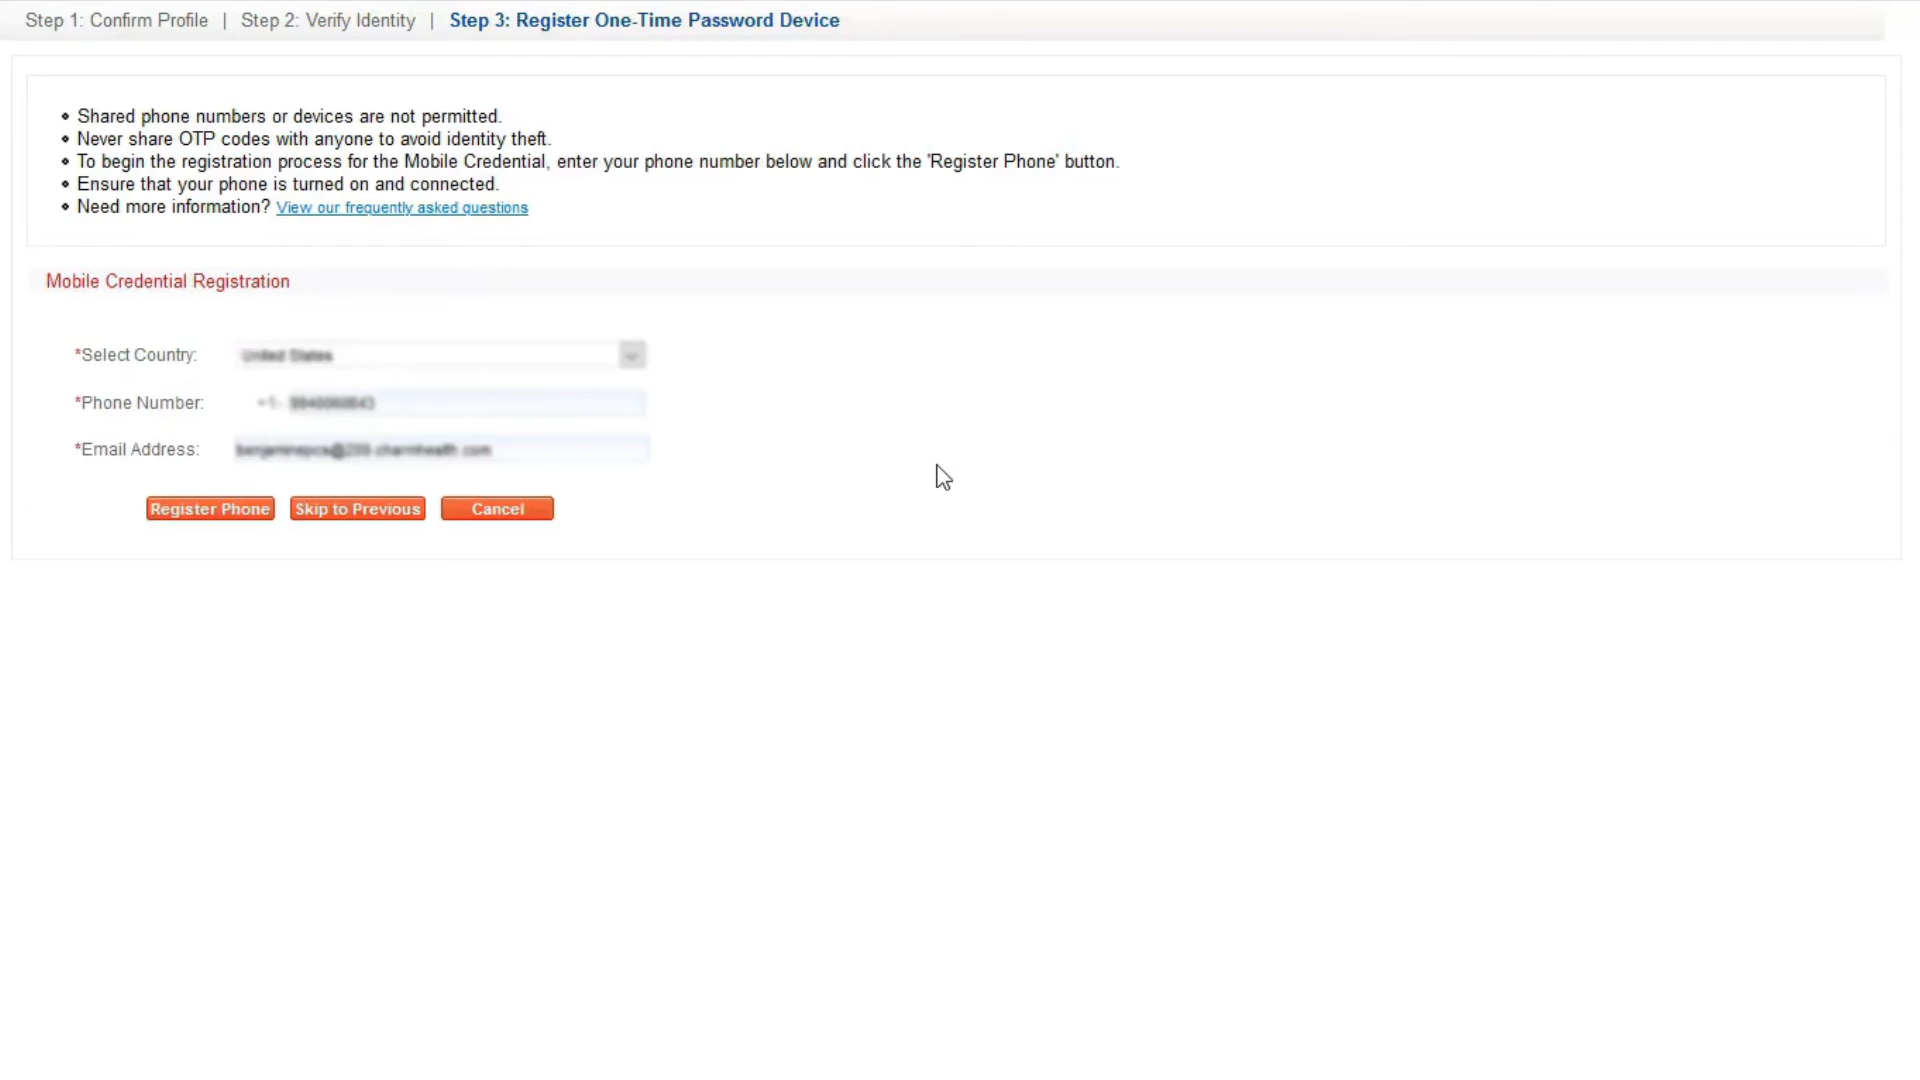 Step 1: Confirm Profile | Step 2: Verify Identity | Step 3: Register One-Time Password Device
Shared phone numbers or devices are not permitted.
Never share OTP codes with anyone to avoid identity theft.
To begin the registration process for the Mobile Credential, enter your phone number below and click the 'Register Phone' button.
Ensure that your phone is turned on and connected.
Need more information? View our frequently asked questions
Mobile Credential Registration
*Select Country: United States
*Phone Number: +1-
*Email Address:
Register Phone Skip to Previous Cancel